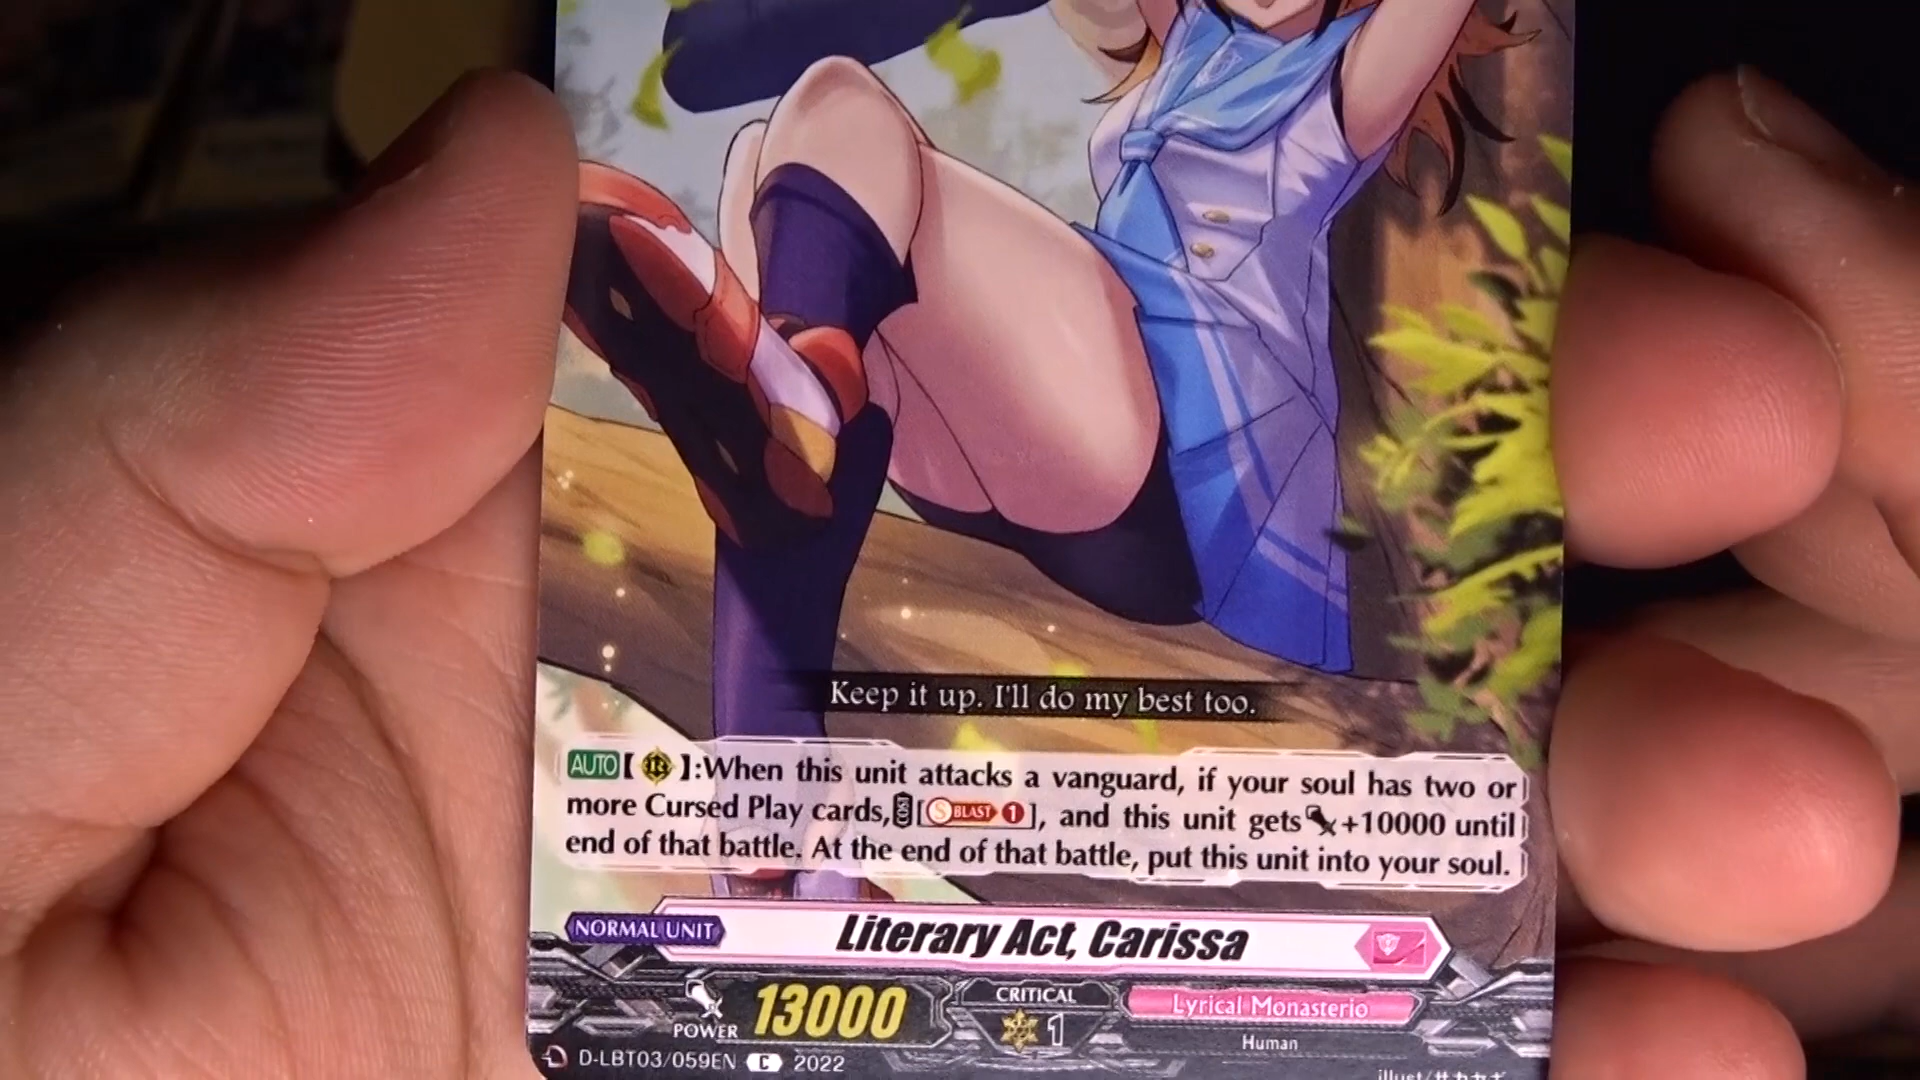 Keep it up. I'll do my best too.
AUTO【R】:When this unit attacks a vanguard, if your soul has two or
more Cursed Play cards, COST[S BLAST 1], and this unit gets +10000 until
end of that battle. At the end of that battle, put this unit into your soul.
NORMAL UNIT
Literary Act, Carissa
POWER 13000
CRITICAL
1
Lyrical Monasterio
Human
D-LBT03/059EN C 2022
illust/サカカギ